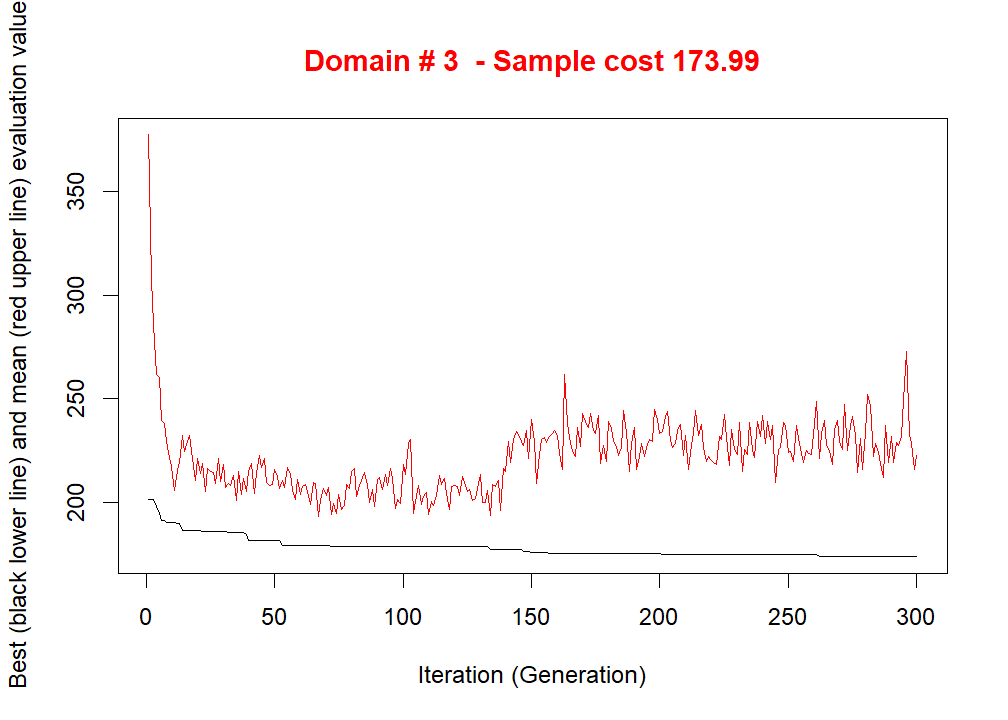 Domain # 3  - Sample cost 173.99
Best (black lower line) and mean (red upper line) evaluation value
350
300
250
200
0 50 100 150 200 250 300
Iteration (Generation)